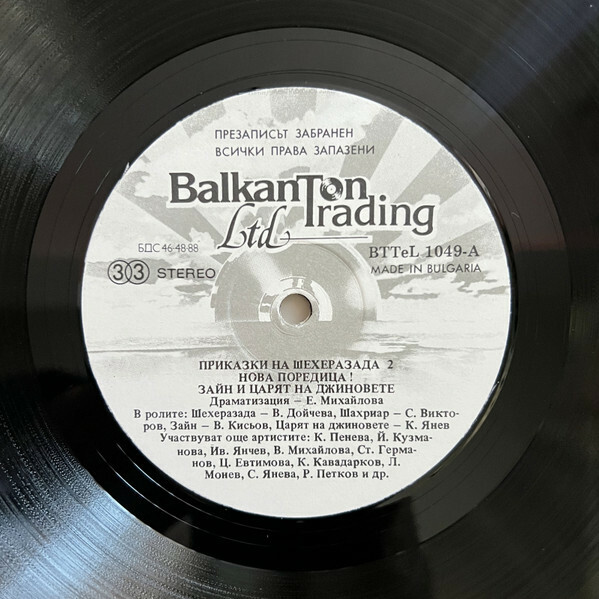 ПРЕЗАПИСЪТ ЗАБРАНЕН
ВСИЧКИ ПРАВА ЗАПАЗЕНИ
BalkanTon
Trading
Ltd
БДС 46-48-88
BTTeL 1049-A
33 STEREO
MADE IN BULGARIA
ПРИКАЗКИ НА ШЕХЕРАЗАДА 2
НОВА ПОРЕДИЦА !
ЗАЙН И ЦАРЯТ НА ДЖИНОВЕТЕ
Драматизация – Е. Михайлова
В ролите: Шехеразада – В. Дойчева, Шахриар – С. Викто-
ров, Зайн – В. Кисьов, Царят на джиновете – К. Янев
Участвуват още артистите: К. Пенева, Й. Кузма-
нова, Ив. Янчев, В. Михайлова, Ст. Герма-
нов, Ц. Евтимова, К. Кавадарков, Л.
Монев, С. Янева, Р. Петков и др.